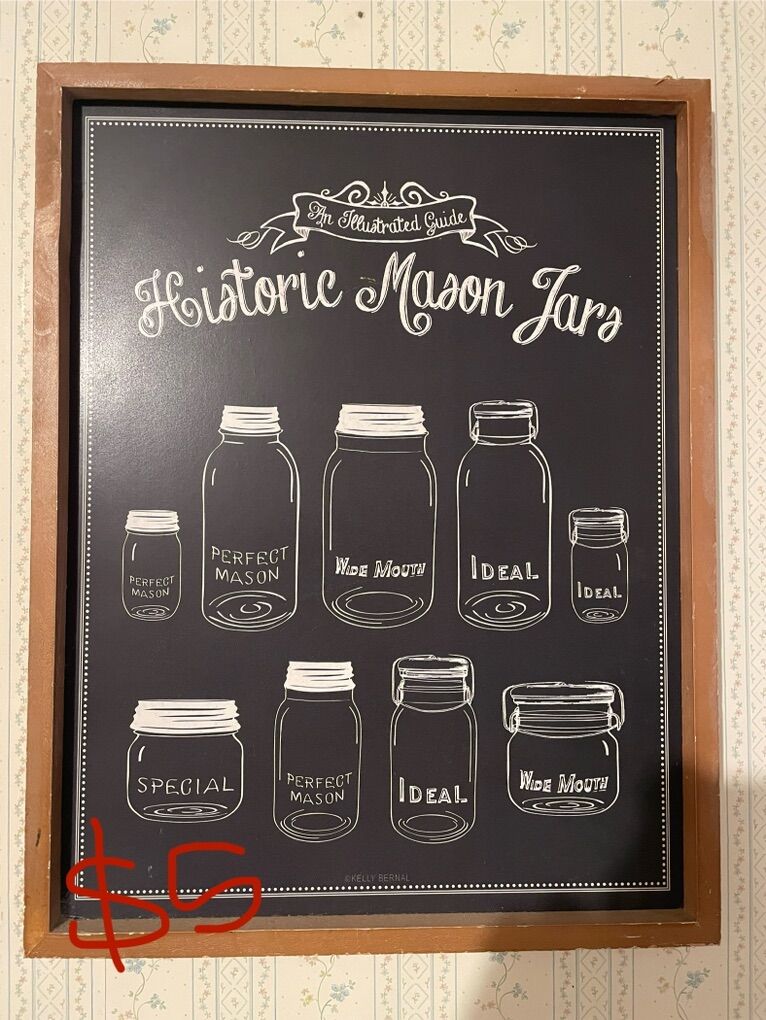 An Illustrated Guide
Historic Mason Jars
PERFECT
MASON
WIDE MOUTH
IDEAL
PERFECT
MASON
IDEAL
SPECIAL
PERFECT
MASON
IDEAL
WIDE MOUTH
©KELLY BERNAL
$5